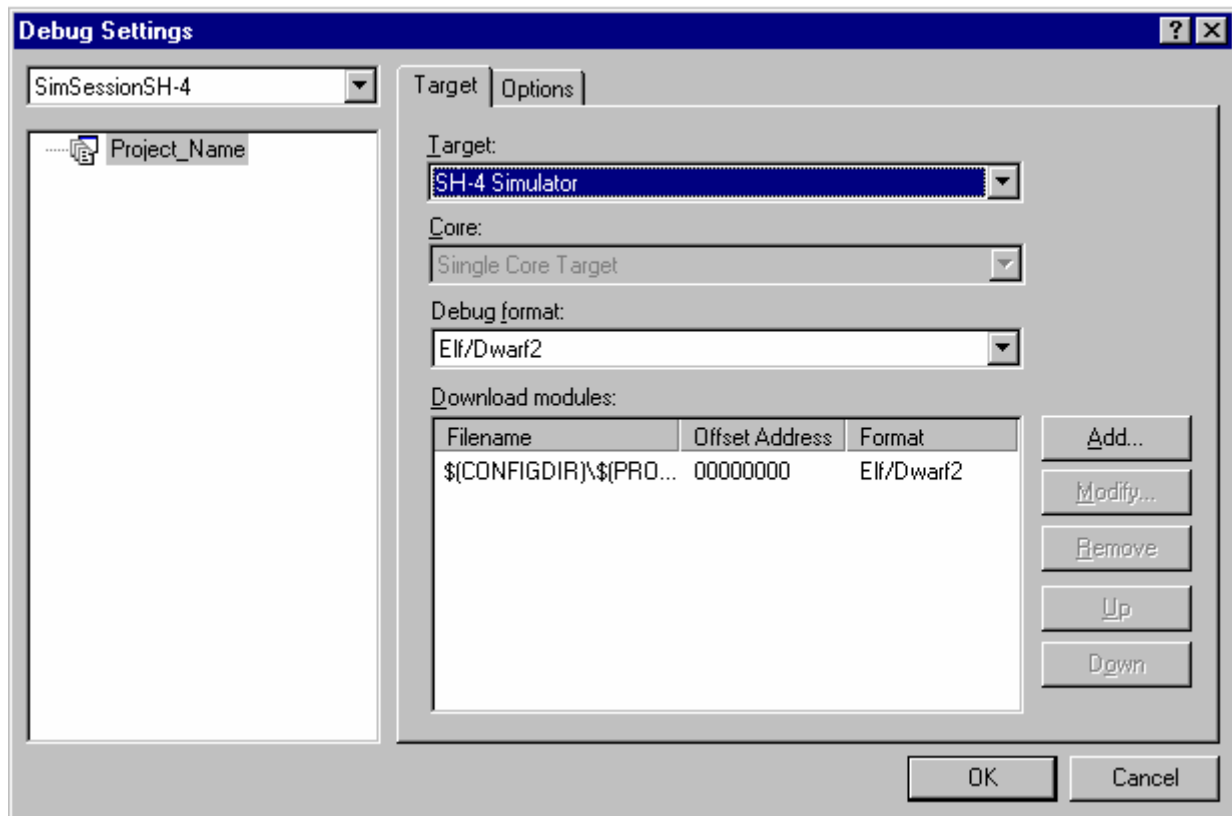 Debug Settings
SimSessionSH-4
Project_Name
Target
Options
Target:
SH-4 Simulator
Core:
Siingle Core Target
Debug format:
Elf/Dwarf2
Download modules:
Filename Offset Address Format
$(CONFIGDIR)\$(PRO... 00000000 Elf/Dwarf2
Add...
Modify...
Remove
Up
Down
OK
Cancel